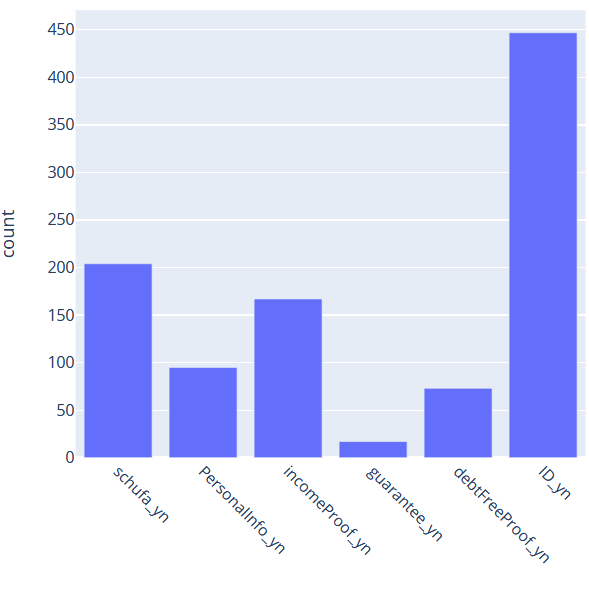 450
400
350
300
250
200
150
100
50
0
count
schufa_yn
PersonalInfo_yn
incomeProof_yn
guarantee_yn
debtFreeProof_yn
ID_yn